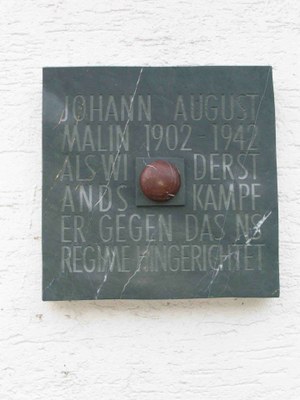 JOHANN AUGUST
MALIN 1902-1942
ALS WI DERST
ANDS KAMPF
ER GEGEN DAS NS
REGIME HINGERICHTET